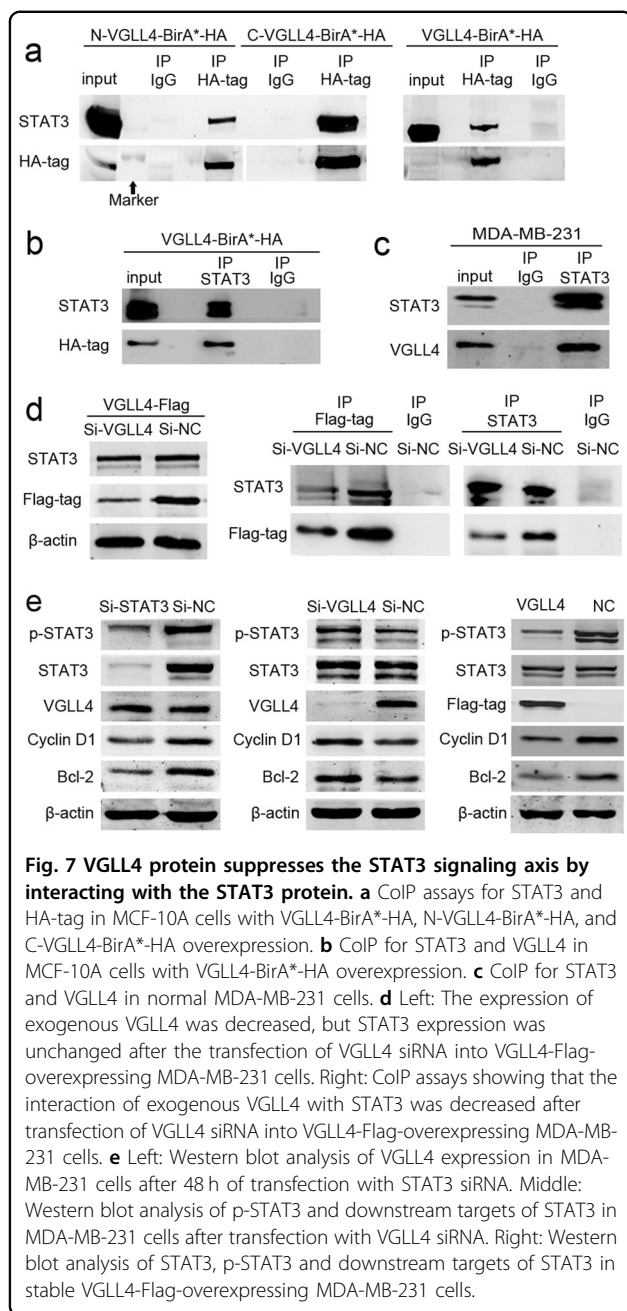 a
N-VGLL4-BirA*-HA C-VGLL4-BirA*-HA VGLL4-BirA*-HA
input IP IgG IP HA-tag IP IgG IP HA-tag input IP HA-tag IP IgG
STAT3
HA-tag
Marker
b
VGLL4-BirA*-HA
input IP STAT3 IP IgG
STAT3
HA-tag
c
MDA-MB-231
input IP IgG IP STAT3
STAT3
VGLL4
d
VGLL4-Flag
Si-VGLL4 Si-NC
STAT3
Flag-tag
β-actin
IP Flag-tag IP IgG IP STAT3 IP IgG
Si-VGLL4 Si-NC Si-NC Si-VGLL4 Si-NC Si-NC
STAT3
Flag-tag
e
Si-STAT3 Si-NC
p-STAT3
STAT3
VGLL4
Cyclin D1
Bcl-2
β-actin
Si-VGLL4 Si-NC
p-STAT3
STAT3
VGLL4
Cyclin D1
Bcl-2
β-actin
VGLL4 NC
p-STAT3
STAT3
Flag-tag
Cyclin D1
Bcl-2
β-actin
Fig. 7 VGLL4 protein suppresses the STAT3 signaling axis by
interacting with the STAT3 protein. a CoIP assays for STAT3 and
HA-tag in MCF-10A cells with VGLL4-BirA*-HA, N-VGLL4-BirA*-HA, and
C-VGLL4-BirA*-HA overexpression. b CoIP for STAT3 and VGLL4 in
MCF-10A cells with VGLL4-BirA*-HA overexpression. c CoIP for STAT3
and VGLL4 in normal MDA-MB-231 cells. d Left: The expression of
exogenous VGLL4 was decreased, but STAT3 expression was
unchanged after the transfection of VGLL4 siRNA into VGLL4-Flag-
overexpressing MDA-MB-231 cells. Right: CoIP assays showing that the
interaction of exogenous VGLL4 with STAT3 was decreased after
transfection of VGLL4 siRNA into VGLL4-Flag-overexpressing MDA-MB-
231 cells. e Left: Western blot analysis of VGLL4 expression in MDA-
MB-231 cells after 48 h of transfection with STAT3 siRNA. Middle:
Western blot analysis of p-STAT3 and downstream targets of STAT3 in
MDA-MB-231 cells after transfection with VGLL4 siRNA. Right: Western
blot analysis of STAT3, p-STAT3 and downstream targets of STAT3 in
stable VGLL4-Flag-overexpressing MDA-MB-231 cells.